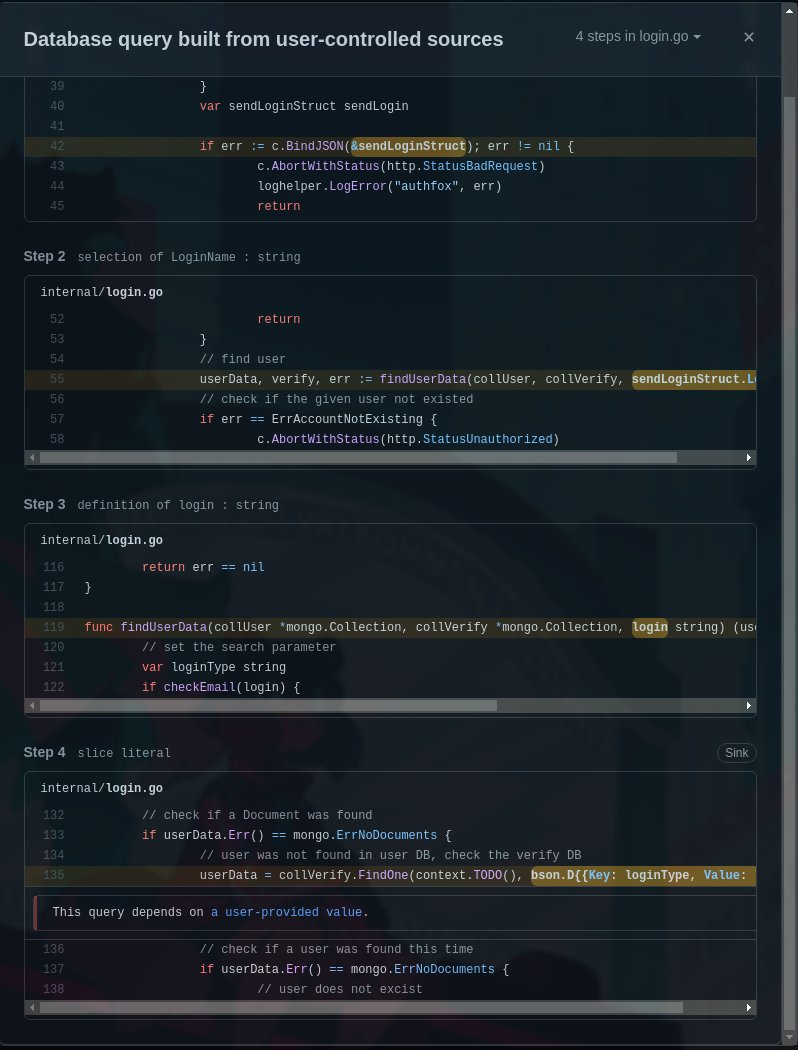 Database query built from user-controlled sources
4 steps in login.go
39 }
40 var sendLoginStruct sendLogin
41
42 if err := c.BindJSON(&sendLoginStruct); err != nil {
43 c.AbortWithStatus(http.StatusBadRequest)
44 loghelper.LogError("authfox", err)
45 return
Step 2 selection of LoginName : string
internal/login.go
52 return
53 }
54 // find user
55 userData, verify, err := findUserData(collUser, collVerify, sendLoginStruct.L
56 // check if the given user not existed
57 if err == ErrAccountNotExisting {
58 c.AbortWithStatus(http.StatusUnauthorized)
Step 3 definition of login : string
internal/login.go
116 return err == nil
117 }
118
119 func findUserData(collUser *mongo.Collection, collVerify *mongo.Collection, login string) (us
120 // set the search parameter
121 var loginType string
122 if checkEmail(login) {
Step 4 slice literal
Sink
internal/login.go
132 // check if a Document was found
133 if userData.Err() == mongo.ErrNoDocuments {
134 // user was not found in user DB, check the verify DB
135 userData = collVerify.FindOne(context.TODO(), bson.D{{Key: loginType, Value:
This query depends on a user-provided value.
136 // check if a user was found this time
137 if userData.Err() == mongo.ErrNoDocuments {
138 // user does not excist